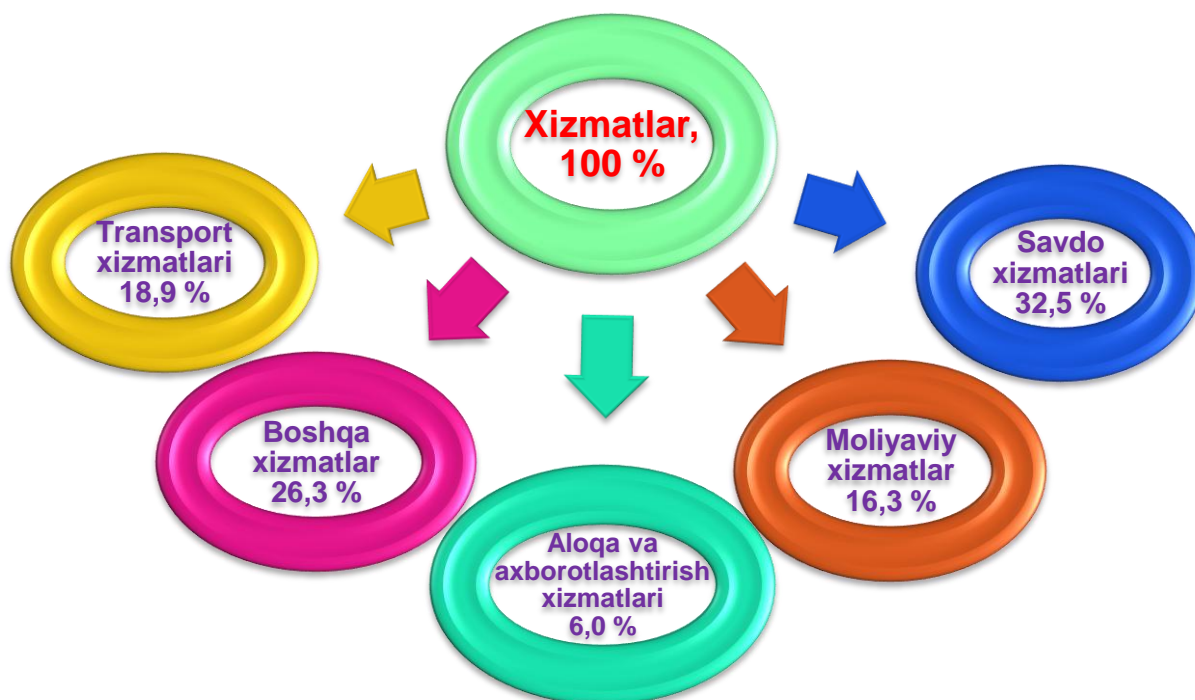 Xizmatlar,
100 %
Transport
xizmatlari
18,9 %
Savdo
xizmatlari
32,5 %
Boshqa
xizmatlar
26,3 %
Moliyaviy
xizmatlar
16,3 %
Aloqa va
axborotlashtirish
xizmatlari
6,0 %